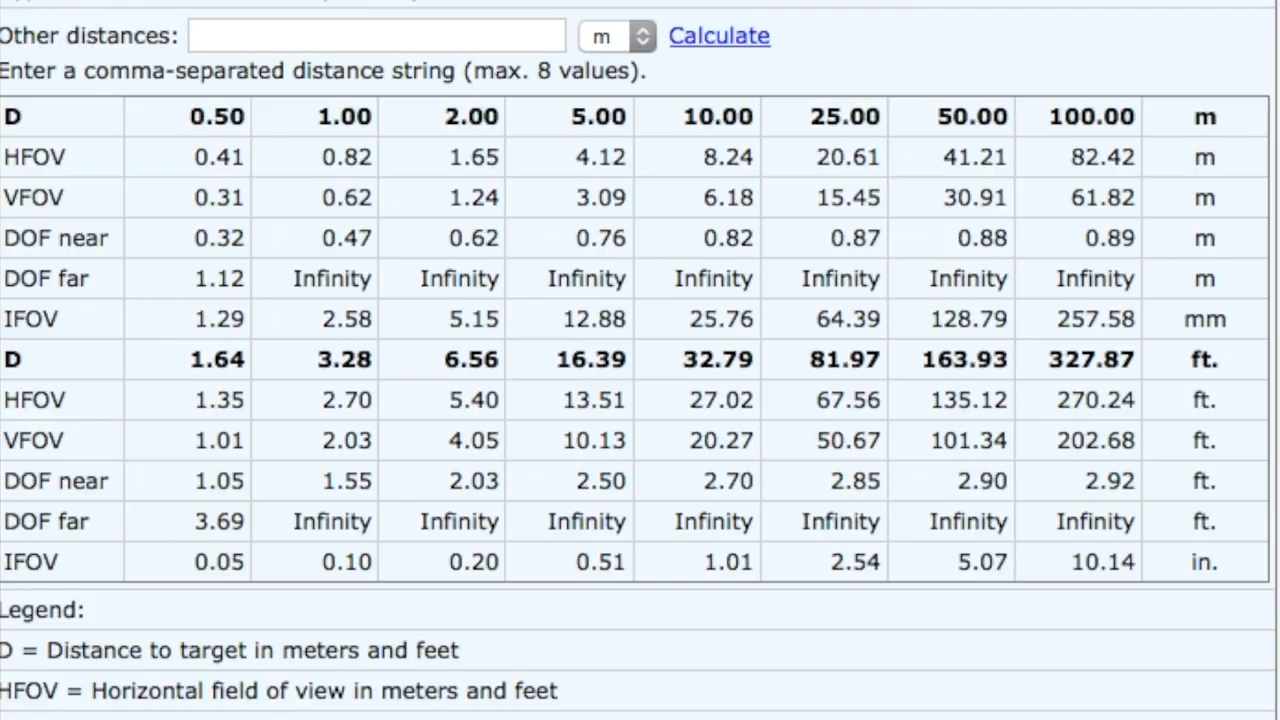 Other distances: m Calculate
Enter a comma-separated distance string (max. 8 values).
D 0.50 1.00 2.00 5.00 10.00 25.00 50.00 100.00 m
HFOV 0.41 0.82 1.65 4.12 8.24 20.61 41.21 82.42 m
VFOV 0.31 0.62 1.24 3.09 6.18 15.45 30.91 61.82 m
DOF near 0.32 0.47 0.62 0.76 0.82 0.87 0.88 0.89 m
DOF far 1.12 Infinity Infinity Infinity Infinity Infinity Infinity Infinity m
IFOV 1.29 2.58 5.15 12.88 25.76 64.39 128.79 257.58 mm
D 1.64 3.28 6.56 16.39 32.79 81.97 163.93 327.87 ft.
HFOV 1.35 2.70 5.40 13.51 27.02 67.56 135.12 270.24 ft.
VFOV 1.01 2.03 4.05 10.13 20.27 50.67 101.34 202.68 ft.
DOF near 1.05 1.55 2.03 2.50 2.70 2.85 2.90 2.92 ft.
DOF far 3.69 Infinity Infinity Infinity Infinity Infinity Infinity Infinity ft.
IFOV 0.05 0.10 0.20 0.51 1.01 2.54 5.07 10.14 in.
Legend:
D = Distance to target in meters and feet
HFOV = Horizontal field of view in meters and feet